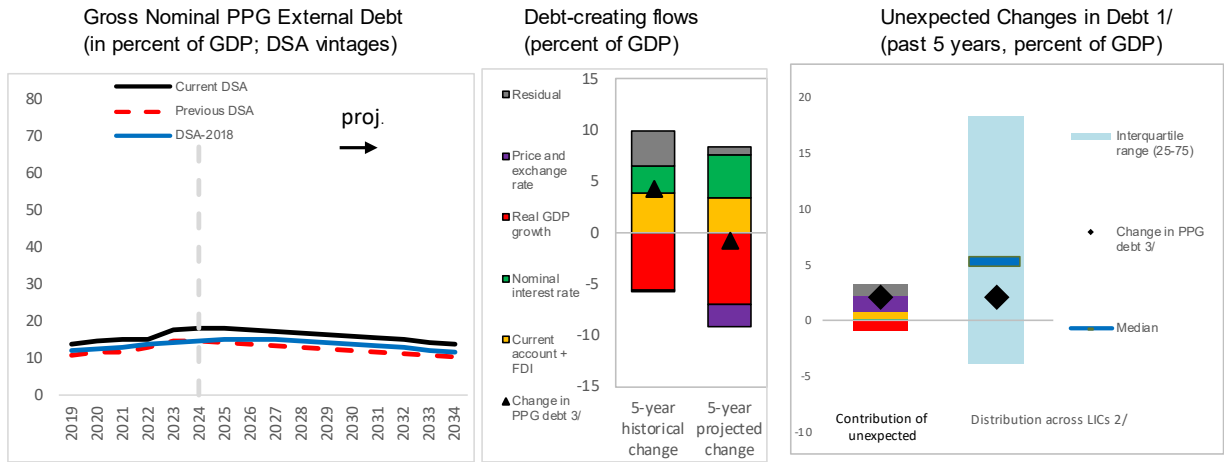 Gross Nominal PPG External Debt
(in percent of GDP; DSA vintages)
Current DSA
Previous DSA
DSA-2018
proj.
80
70
60
50
40
30
20
10
0
2019
2020
2021
2022
2023
2024
2025
2026
2027
2028
2029
2030
2031
2032
2033
2034
Debt-creating flows
(percent of GDP)
Residual
Price and
exchange rate
Real GDP
growth
Nominal
interest rate
Current
account +
FDI
Change in
PPG debt 3/
15
10
5
0
-5
-10
-15
5-year
historical
change
5-year
projected
change
Unexpected Changes in Debt 1/
(past 5 years, percent of GDP)
20
15
10
5
0
-5
-10
Contribution of
unexpected
Distribution across LICs 2/
Interquartile
range (25-75)
Change in PPG
debt 3/
Median